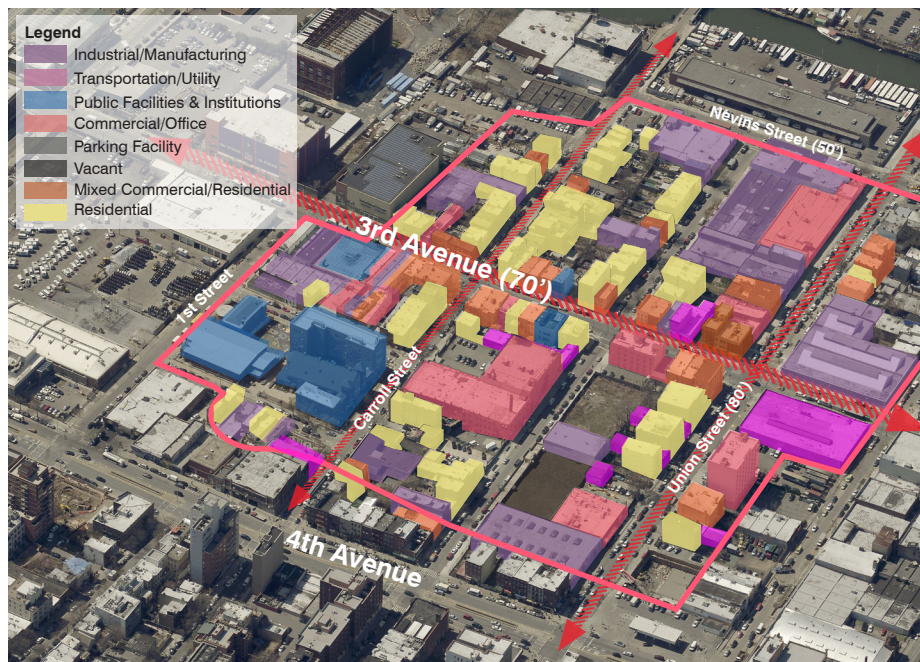 Legend
Industrial/Manufacturing
Transportation/Utility
Public Facilities & Institutions
Commercial/Office
Parking Facility
Vacant
Mixed Commercial/Residential
Residential
Nevins Street (50')
3rd Avenue (70')
1st Street
Carroll Street
Union Street (80')
4th Avenue